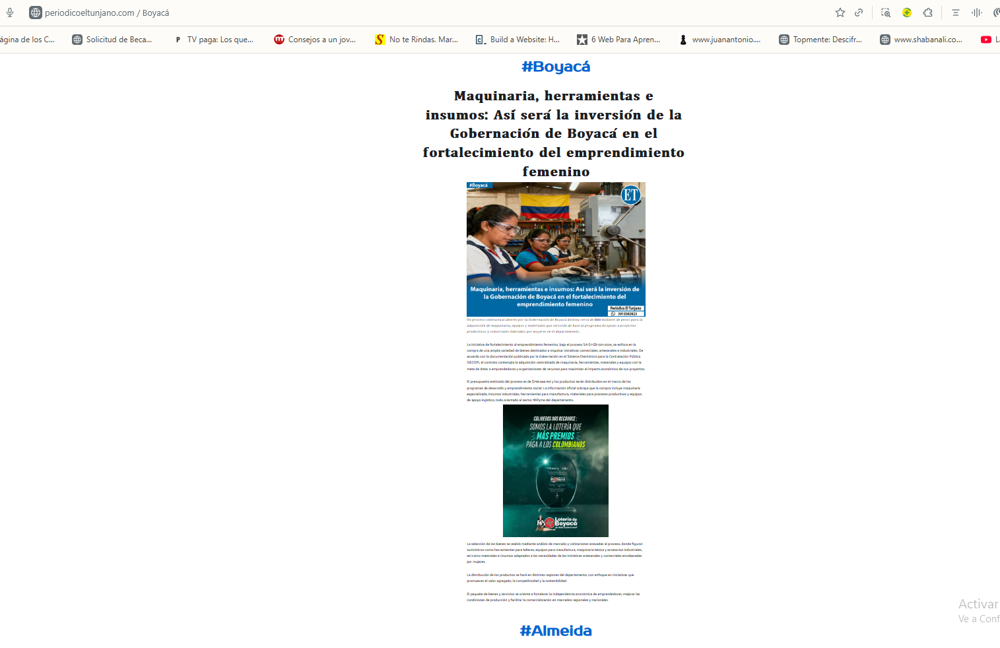 periodicoeltunjano.com / Boyacá
ágina de los C...
Solicitud de Beca...
TV paga: Los que...
Consejos a un jov...
No te Rindas. Mar...
Build a Website: H...
6 Web Para Apren...
www.juanantonio....
Topmente: Descifr...
www.shabanali.co...
#Boyacá
Maquinaria, herramientas e
insumos: Así será la inversión de la
Gobernación de Boyacá en el
fortalecimiento del emprendimiento
femenino
#Boyacá
ET
Maquinaria, herramientas e insumos: Así será la inversión de
la Gobernación de Boyacá en el fortalecimiento del
emprendimiento femenino
Periódico El Tunjano
3013583825
Un proceso contractual abierto por la Gobernación de Boyacá destina cerca de 800 millones de pesos para la
adquisición de maquinaria, equipos y materiales que servirán de base al programa de apoyo a proyectos
productivos y comerciales liderados por mujeres en el departamento.
La iniciativa de fortalecimiento al emprendimiento femenino, bajo el proceso SA-SI-GB-021-2025, se enfoca en la
compra de una amplia variedad de bienes destinados a impulsar iniciativas comerciales, artesanales e industriales. De
acuerdo con la documentación publicada por la Gobernación en el Sistema Electrónico para la Contratación Pública
(SECOP), el contrato contempla la adquisición centralizada de maquinaria, herramientas, materiales y equipos con la
meta de dotar a emprendedoras y organizaciones de recursos para maximizar el impacto económico de sus proyectos.
El presupuesto estimado del proceso es de y los productos serán distribuidos en el marco de los
programas de desarrollo y emprendimiento social. La información oficial subraya que la compra incluye maquinaria
especializada, insumos industriales, herramientas para manufactura, materiales para procesos productivos y equipos
de apoyo logístico, todo orientado al sector MiPyme del departamento.
COLJUEGOS NOS RECONOCE:
SOMOS LA LOTERÍA QUE
MÁS PREMIOS
PAGA A LOS COLOMBIANOS
Lotería de
Boyacá
La selección de los bienes se realizó mediante análisis de mercado y cotizaciones anexadas al proceso, donde figuran
suministros como herramientas para talleres, equipos para manufactura, maquinaria básica y accesorios industriales,
así como materiales e insumos adaptados a las necesidades de las iniciativas artesanales y comerciales encabezadas
por mujeres.
La distribución de los productos se hará en distintas regiones del departamento, con enfoque en iniciativas que
promuevan el valor agregado, la competitividad y la sostenibilidad.
El paquete de bienes y servicios se orienta a fortalecer la independencia económica de emprendedoras, mejorar las
condiciones de producción y facilitar la comercialización en mercados regionales y nacionales.
Activar
Ve a Conf
#Almeida